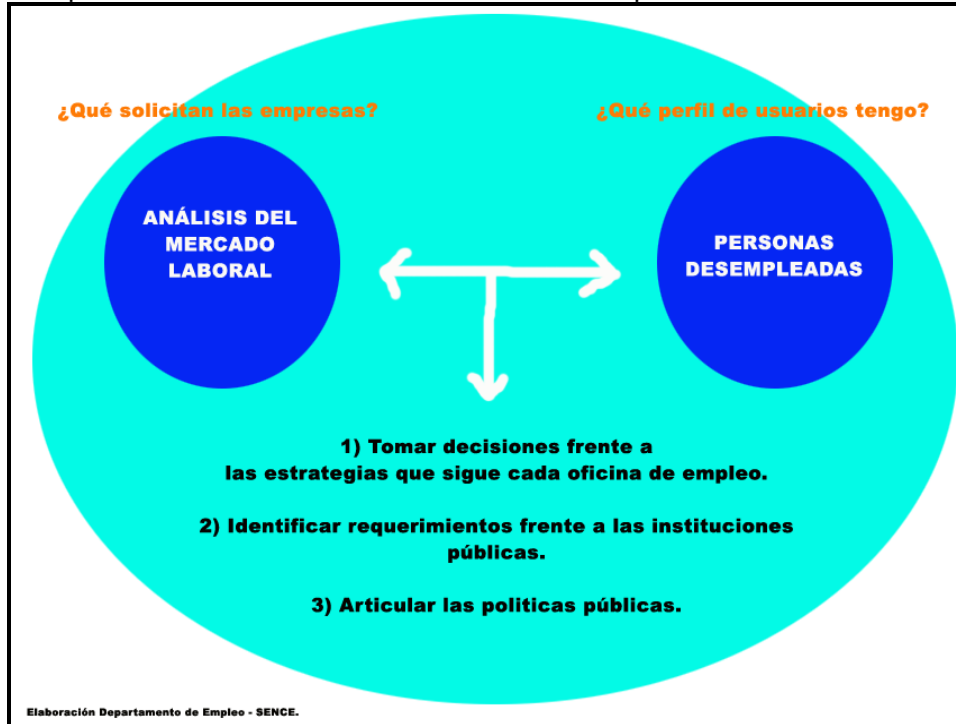 ¿Qué solicitan las empresas?
¿Qué perfil de usuarios tengo?
ANÁLISIS DEL
MERCADO
LABORAL
PERSONAS
DESEMPLEADAS
1) Tomar decisiones frente a
las estrategias que sigue cada oficina de empleo.
2) Identificar requerimientos frente a las instituciones
públicas.
3) Articular las politicas públicas.
Elaboración Departamento de Empleo - SENCE.